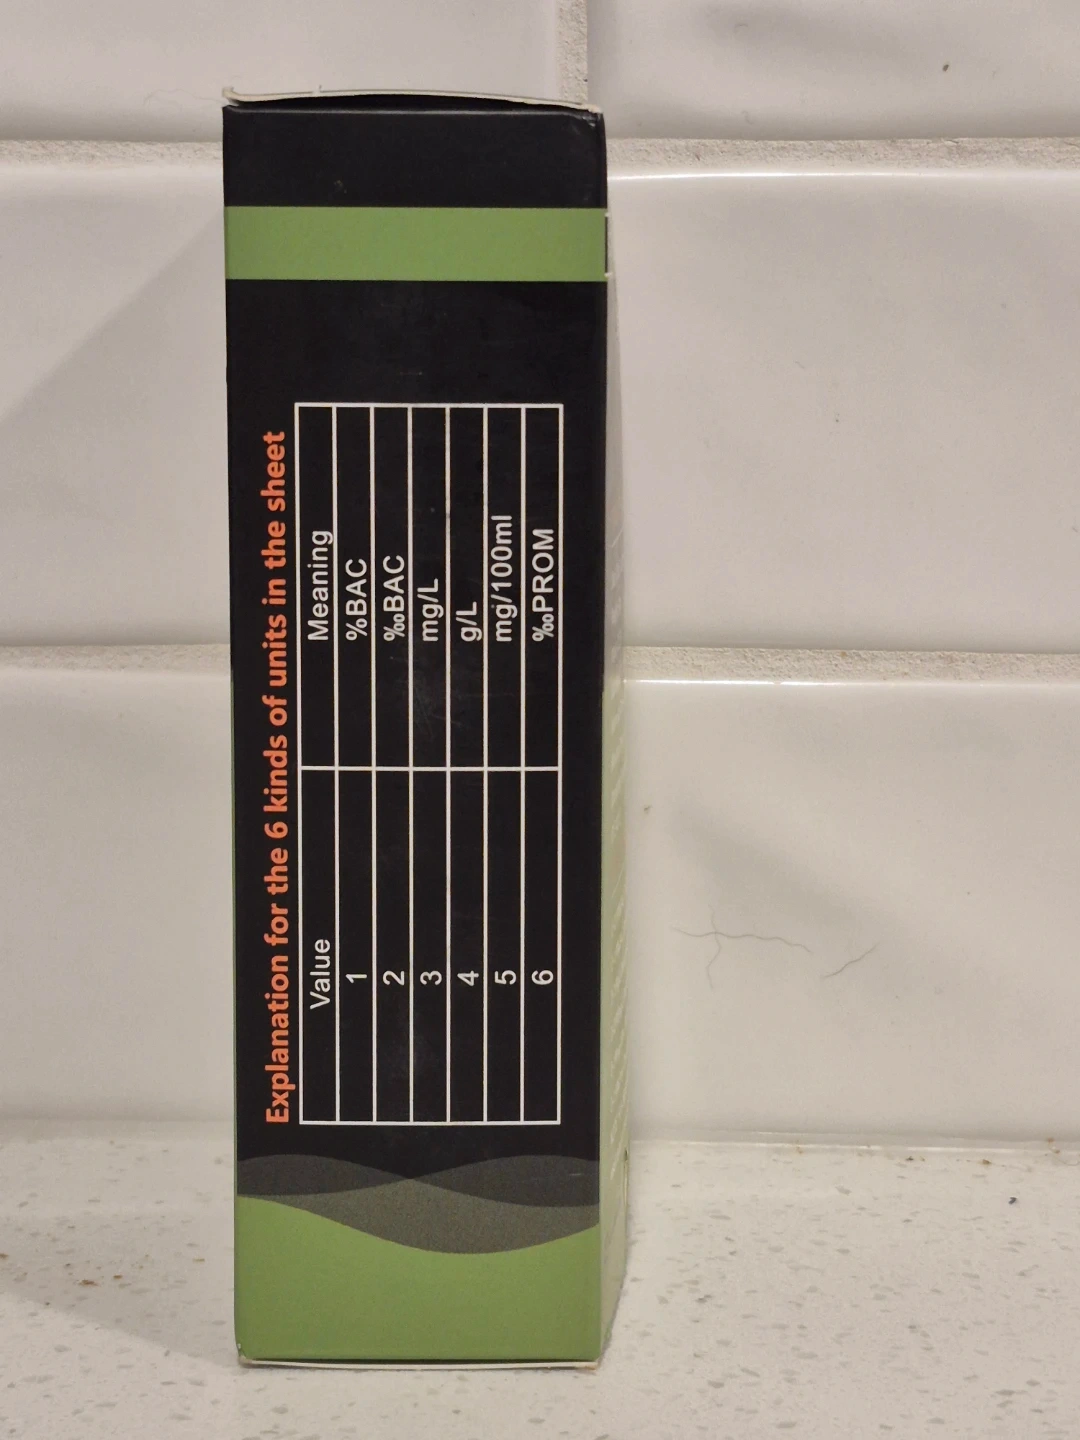 Explanation for the 6 kinds of units in the sheet
Value Meaning
1 %BAC
2 ‰BAC
3 mg/L
4 g/L
5 mg/100ml
6 ‰PROM